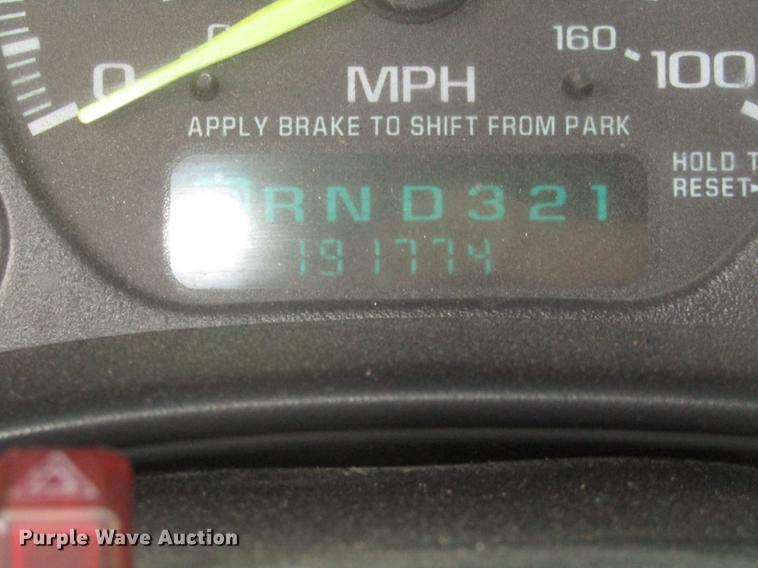 0
160
100
MPH
APPLY BRAKE TO SHIFT FROM PARK
HOLD T
RESET
RND321
191774
Purple Wave Auction